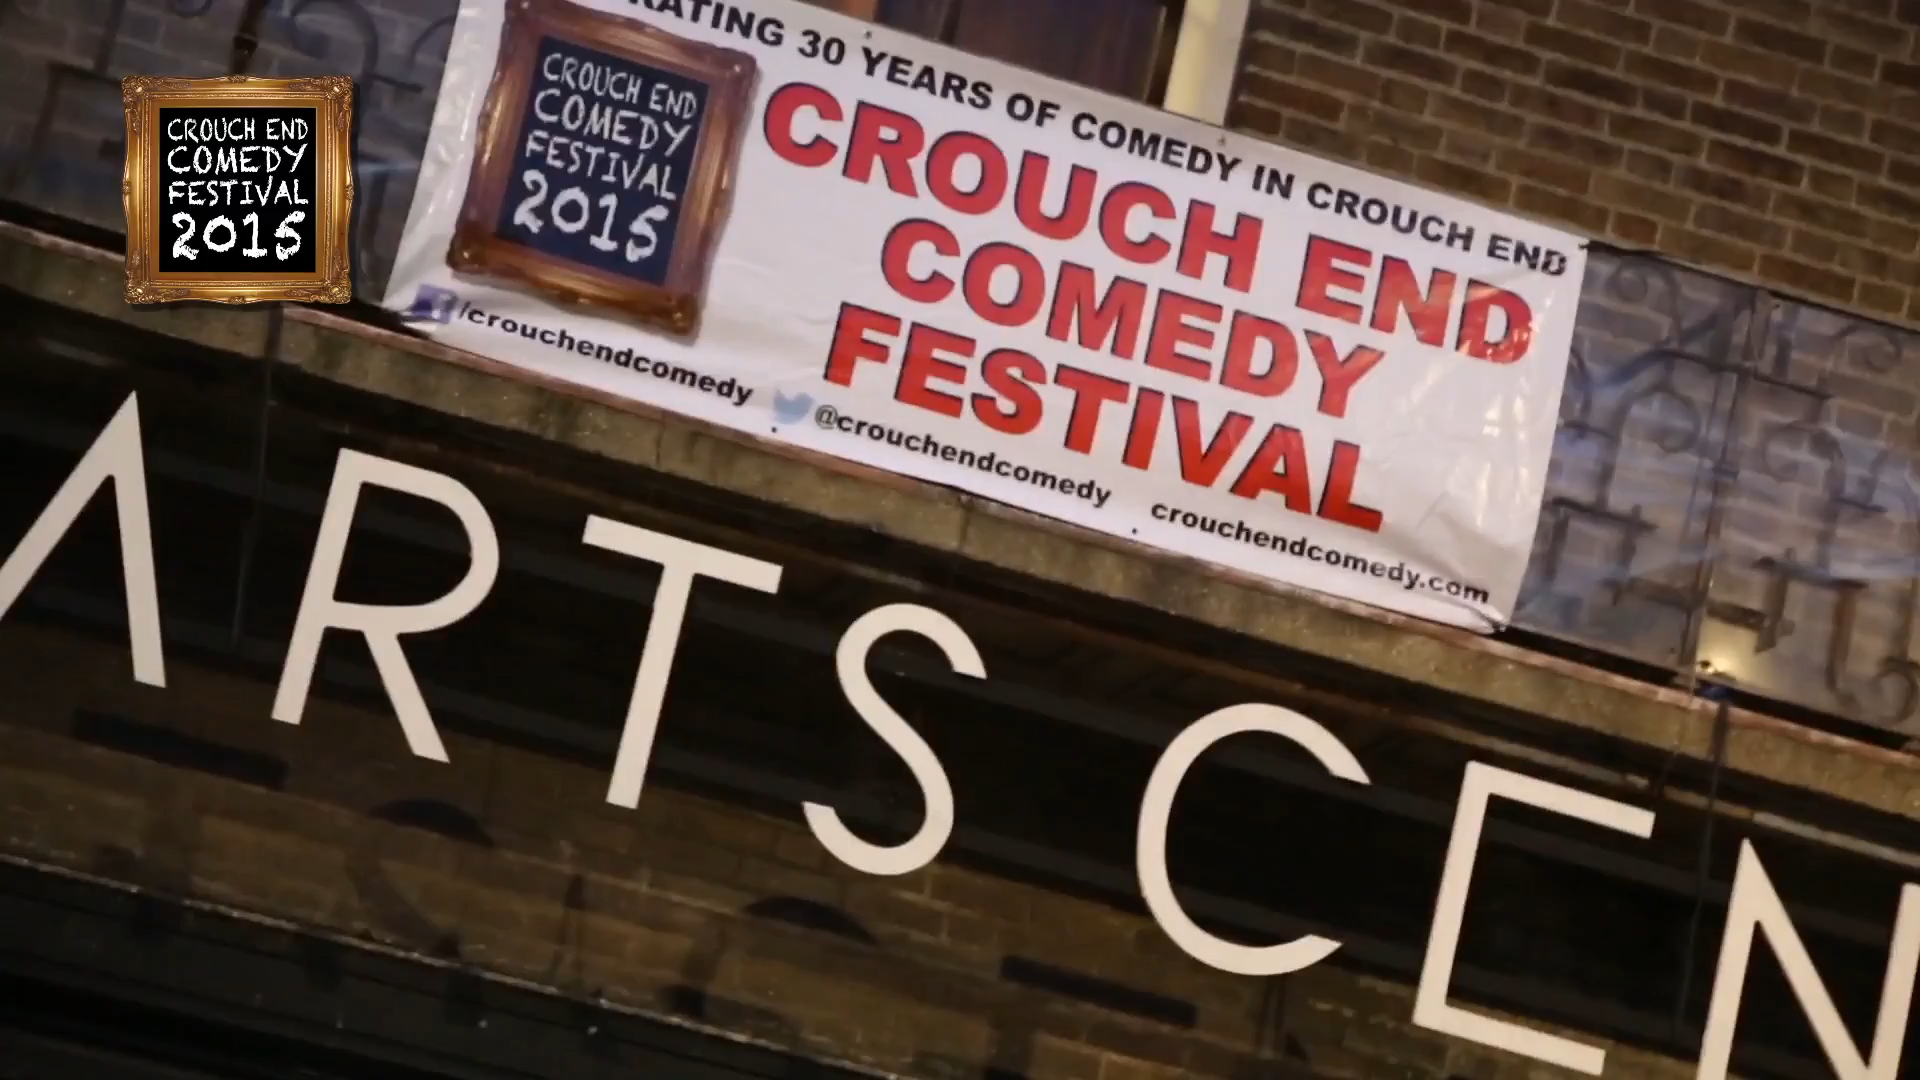 CROUCH END
COMEDY
FESTIVAL
2015
30 YEARS OF COMEDY IN CROUCH END
CROUCH END
COMEDY
FESTIVAL
2015
CROUCH END
COMEDY
FESTIVAL
/crouchendcomedy
@crouchendcomedy
crouchendcomedy.com
ARTS CEN